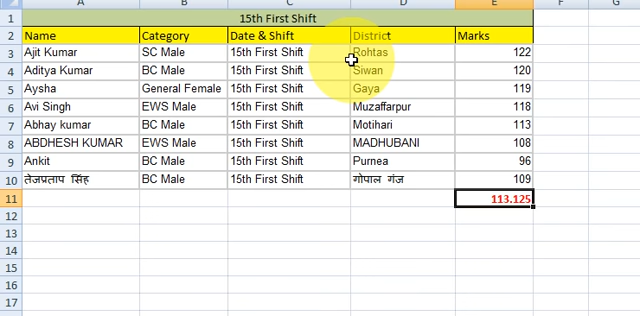 A B C D E F G
1 15th First Shift
2 Name Category Date & Shift District Marks
3 Ajit Kumar SC Male 15th First Shift Rohtas 122
4 Aditya Kumar BC Male 15th First Shift Siwan 120
5 Aysha General Female 15th First Shift Gaya 119
6 Avi Singh EWS Male 15th First Shift Muzaffarpur 118
7 Abhay kumar BC Male 15th First Shift Motihari 113
8 ABDHESH KUMAR EWS Male 15th First Shift MADHUBANI 108
9 Ankit BC Male 15th First Shift Purnea 96
10 तेजप्रताप सिंह BC Male 15th First Shift गोपाल गंज 109
11 113.125
12
13
14
15
16
17